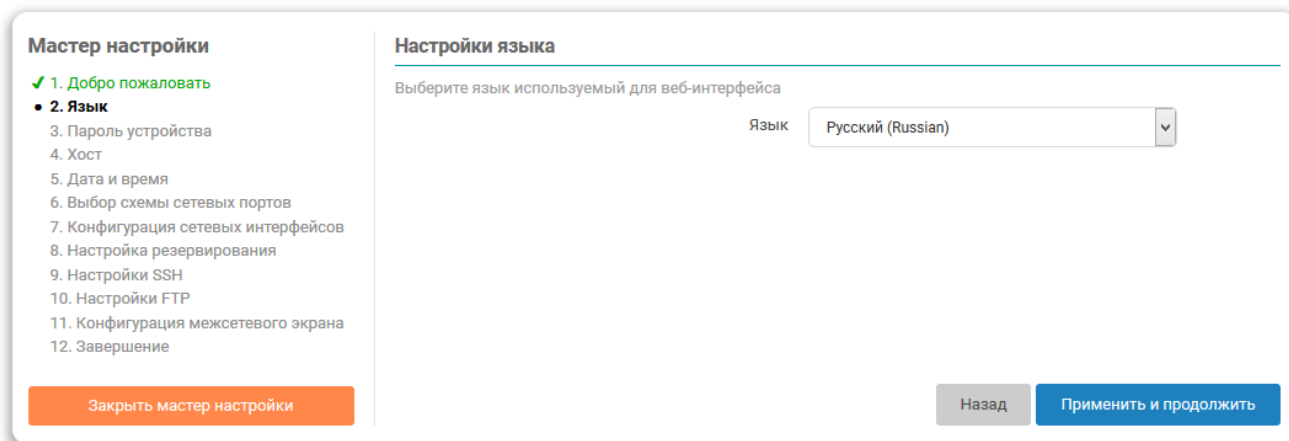 Мастер настройки
✔ 1. Добро пожаловать
• 2. Язык
3. Пароль устройства
4. Хост
5. Дата и время
6. Выбор схемы сетевых портов
7. Конфигурация сетевых интерфейсов
8. Настройка резервирования
9. Настройки SSH
10. Настройки FTP
11. Конфигурация межсетевого экрана
12. Завершение
Закрыть мастер настройки
Настройки языка
Выберите язык используемый для веб-интерфейса
Язык Русский (Russian)
Назад Применить и продолжить